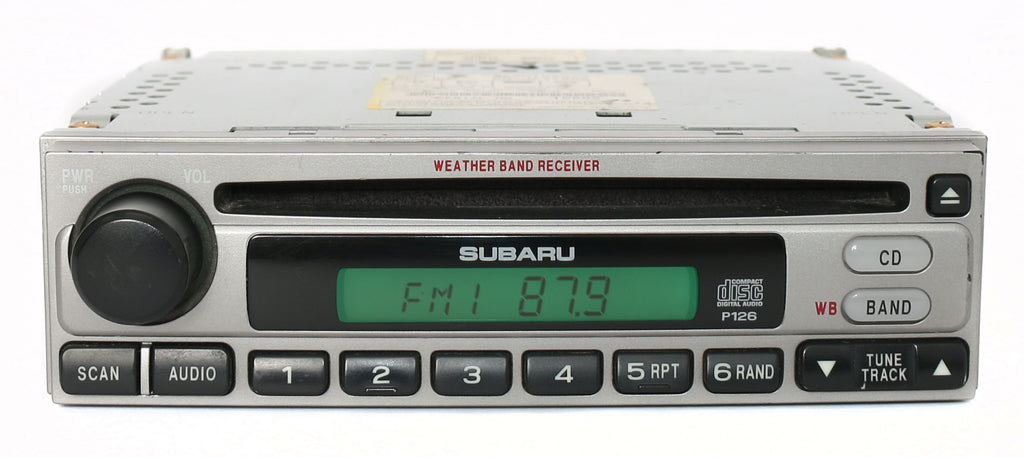 WEATHER BAND RECEIVER
PWR
PUSH
VOL
SUBARU
FM1 87.9
COMPACT
disc
DIGITAL AUDIO
P126
CD
WB
BAND
SCAN
AUDIO
1
2
3
4
5 RPT
6 RAND
TUNE
TRACK